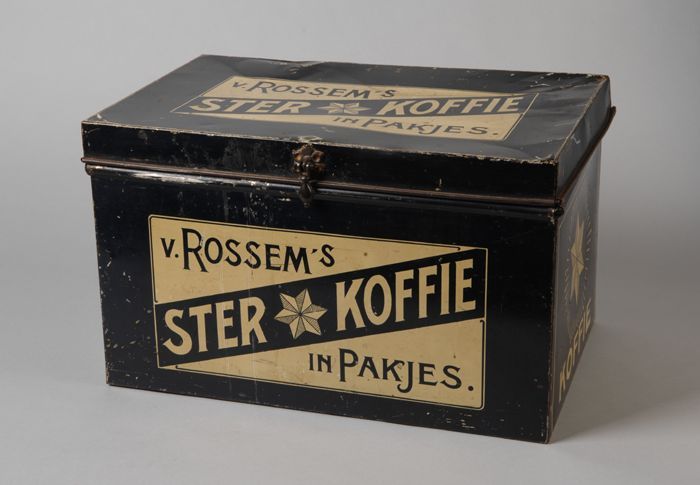 v. ROSSEM'S
STER KOFFIE
IN PAKJES.
v. ROSSEM'S
STER KOFFIE
IN PAKJES.
KOFFIE